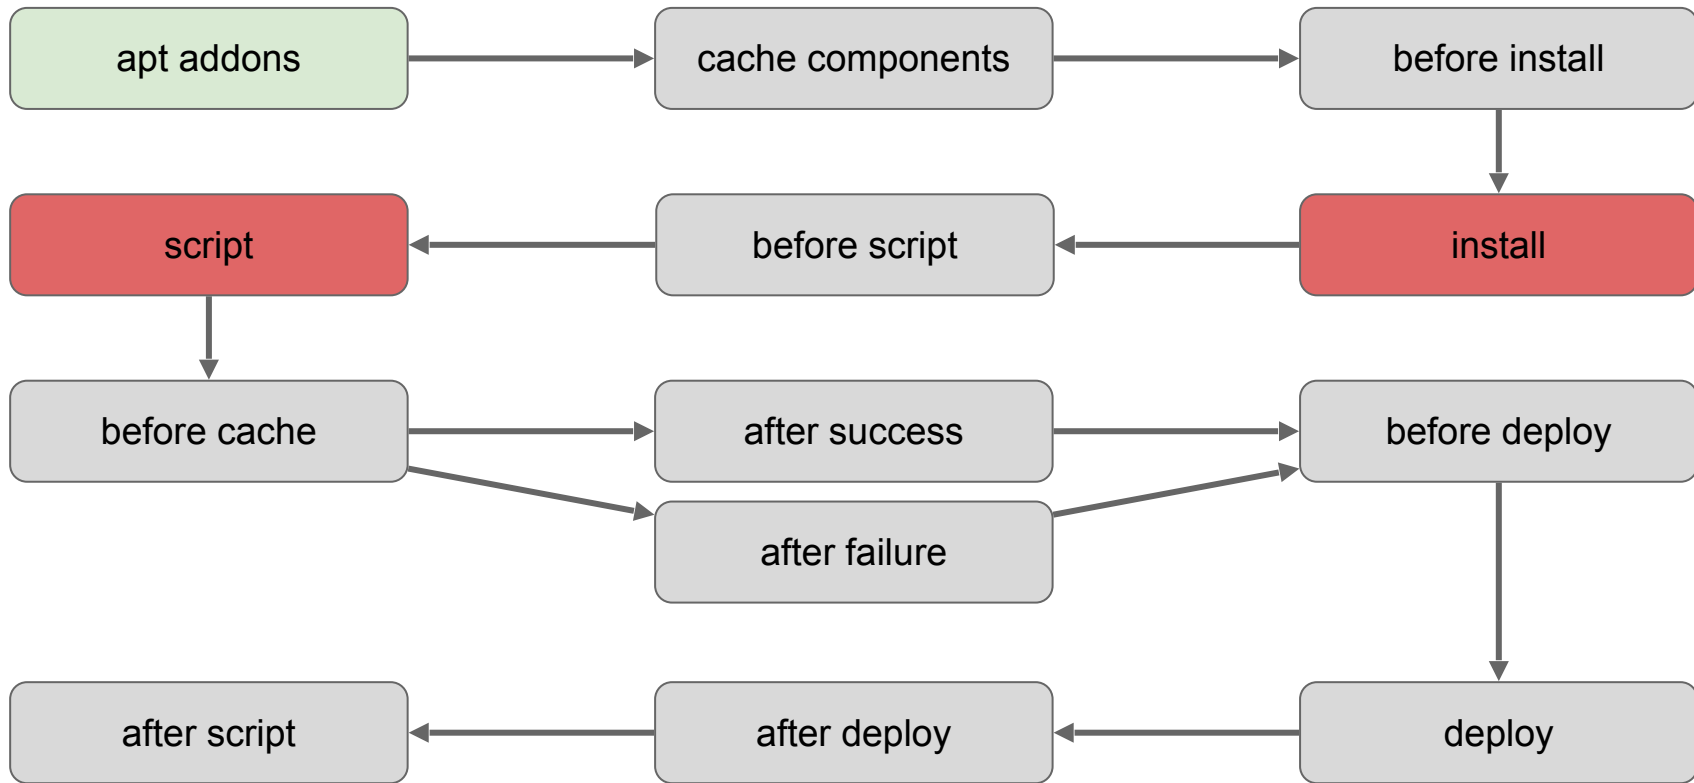 apt addons
cache components
before install
script
before script
install
before cache
after success
before deploy
after failure
after script
after deploy
deploy